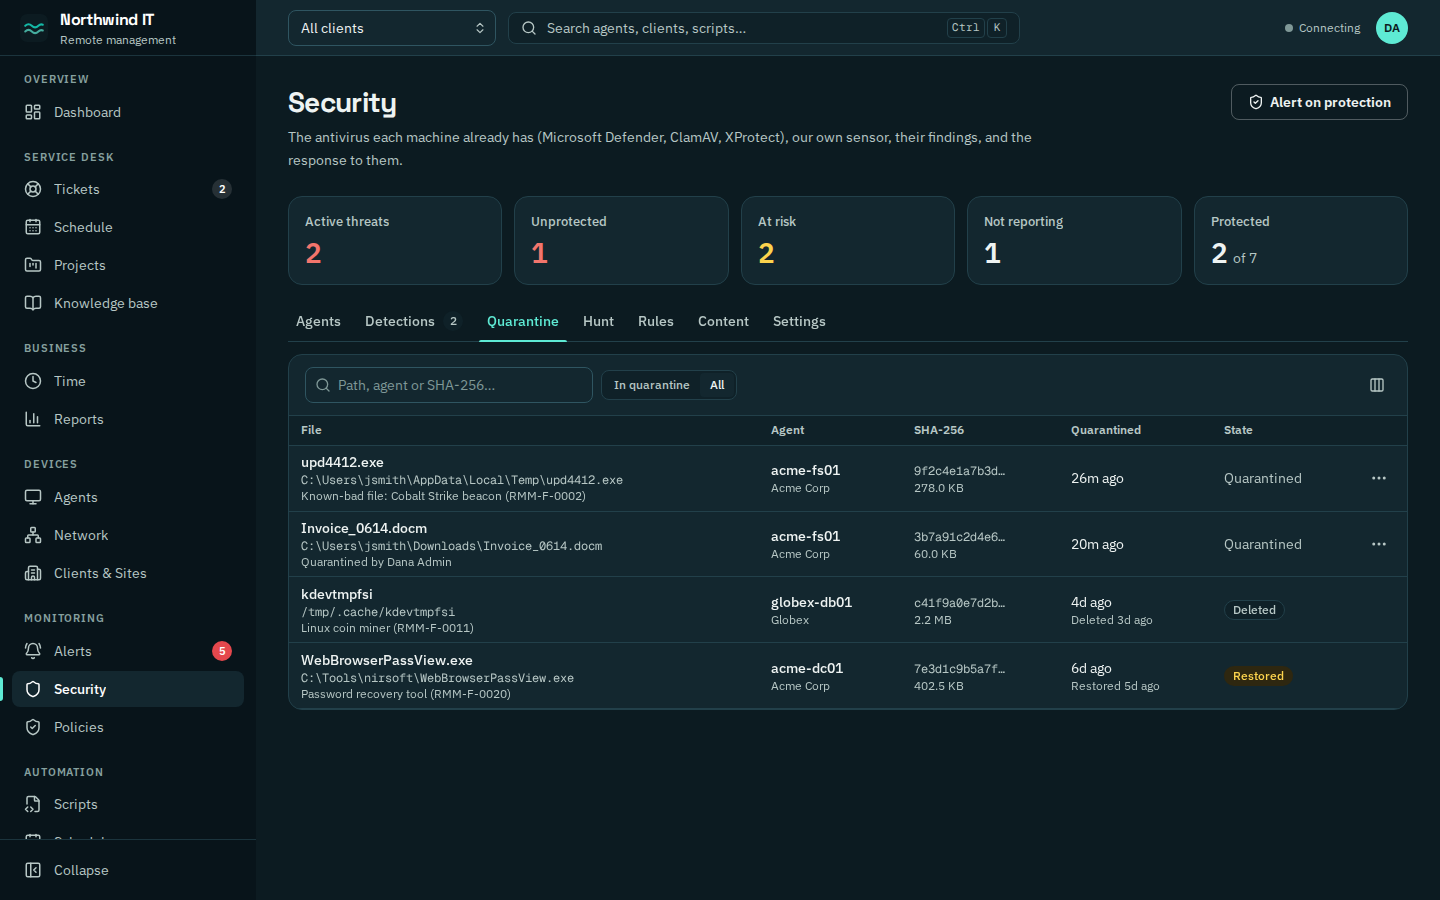 Northwind IT
Remote management
All clients
Search agents, clients, scripts...
Ctrl K
Connecting
DA
OVERVIEW
Dashboard
SERVICE DESK
Tickets 2
Schedule
Projects
Knowledge base
BUSINESS
Time
Reports
DEVICES
Agents
Network
Clients & Sites
MONITORING
Alerts 5
Security
Policies
AUTOMATION
Scripts
Collapse
Security
Alert on protection
The antivirus each machine already has (Microsoft Defender, ClamAV, XProtect), our own sensor, their findings, and the
response to them.
Active threats
2
Unprotected
1
At risk
2
Not reporting
1
Protected
2 of 7
Agents Detections 2 Quarantine Hunt Rules Content Settings
Path, agent or SHA-256...
In quarantine All
File Agent SHA-256 Quarantined State
upd4412.exe
C:\Users\jsmith\AppData\Local\Temp\upd4412.exe
Known-bad file: Cobalt Strike beacon (RMM-F-0002)
acme-fs01
Acme Corp
9f2c4e1a7b3d…
278.0 KB
26m ago
Quarantined
Invoice_0614.docm
C:\Users\jsmith\Downloads\Invoice_0614.docm
Quarantined by Dana Admin
acme-fs01
Acme Corp
3b7a91c2d4e6…
60.0 KB
20m ago
Quarantined
kdevtmpfsi
/tmp/.cache/kdevtmpfsi
Linux coin miner (RMM-F-0011)
globex-db01
Globex
c41f9a0e7d2b…
2.2 MB
4d ago
Deleted 3d ago
Deleted
WebBrowserPassView.exe
C:\Tools\nirsoft\WebBrowserPassView.exe
Password recovery tool (RMM-F-0020)
acme-dc01
Acme Corp
7e3d1c9b5a7f…
402.5 KB
6d ago
Restored 5d ago
Restored